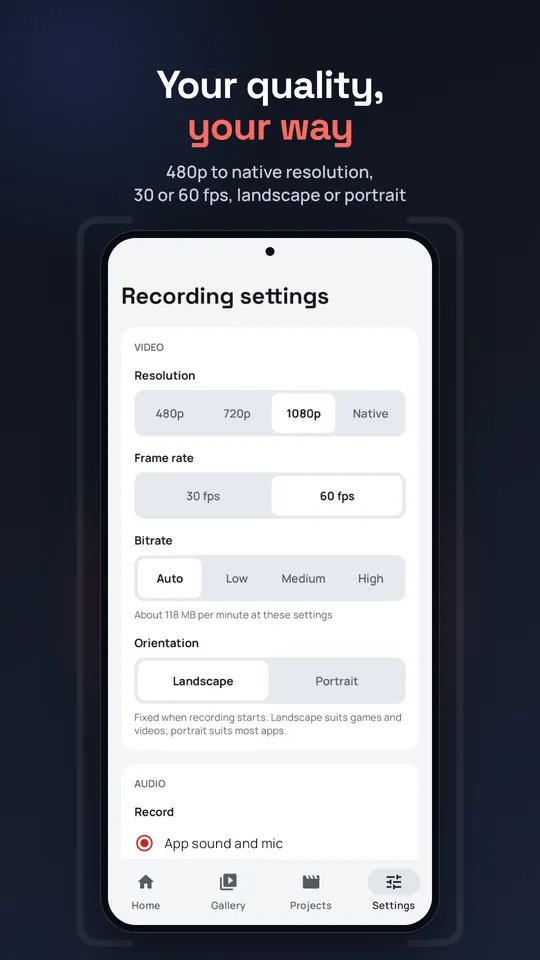 Your quality,
your way
480p to native resolution,
30 or 60 fps, landscape or portrait
Recording settings
VIDEO
Resolution
480p 720p 1080p Native
Frame rate
30 fps 60 fps
Bitrate
Auto Low Medium High
About 118 MB per minute at these settings
Orientation
Landscape Portrait
Fixed when recording starts. Landscape suits games and
videos; portrait suits most apps.
AUDIO
Record
App sound and mic
Home Gallery Projects Settings